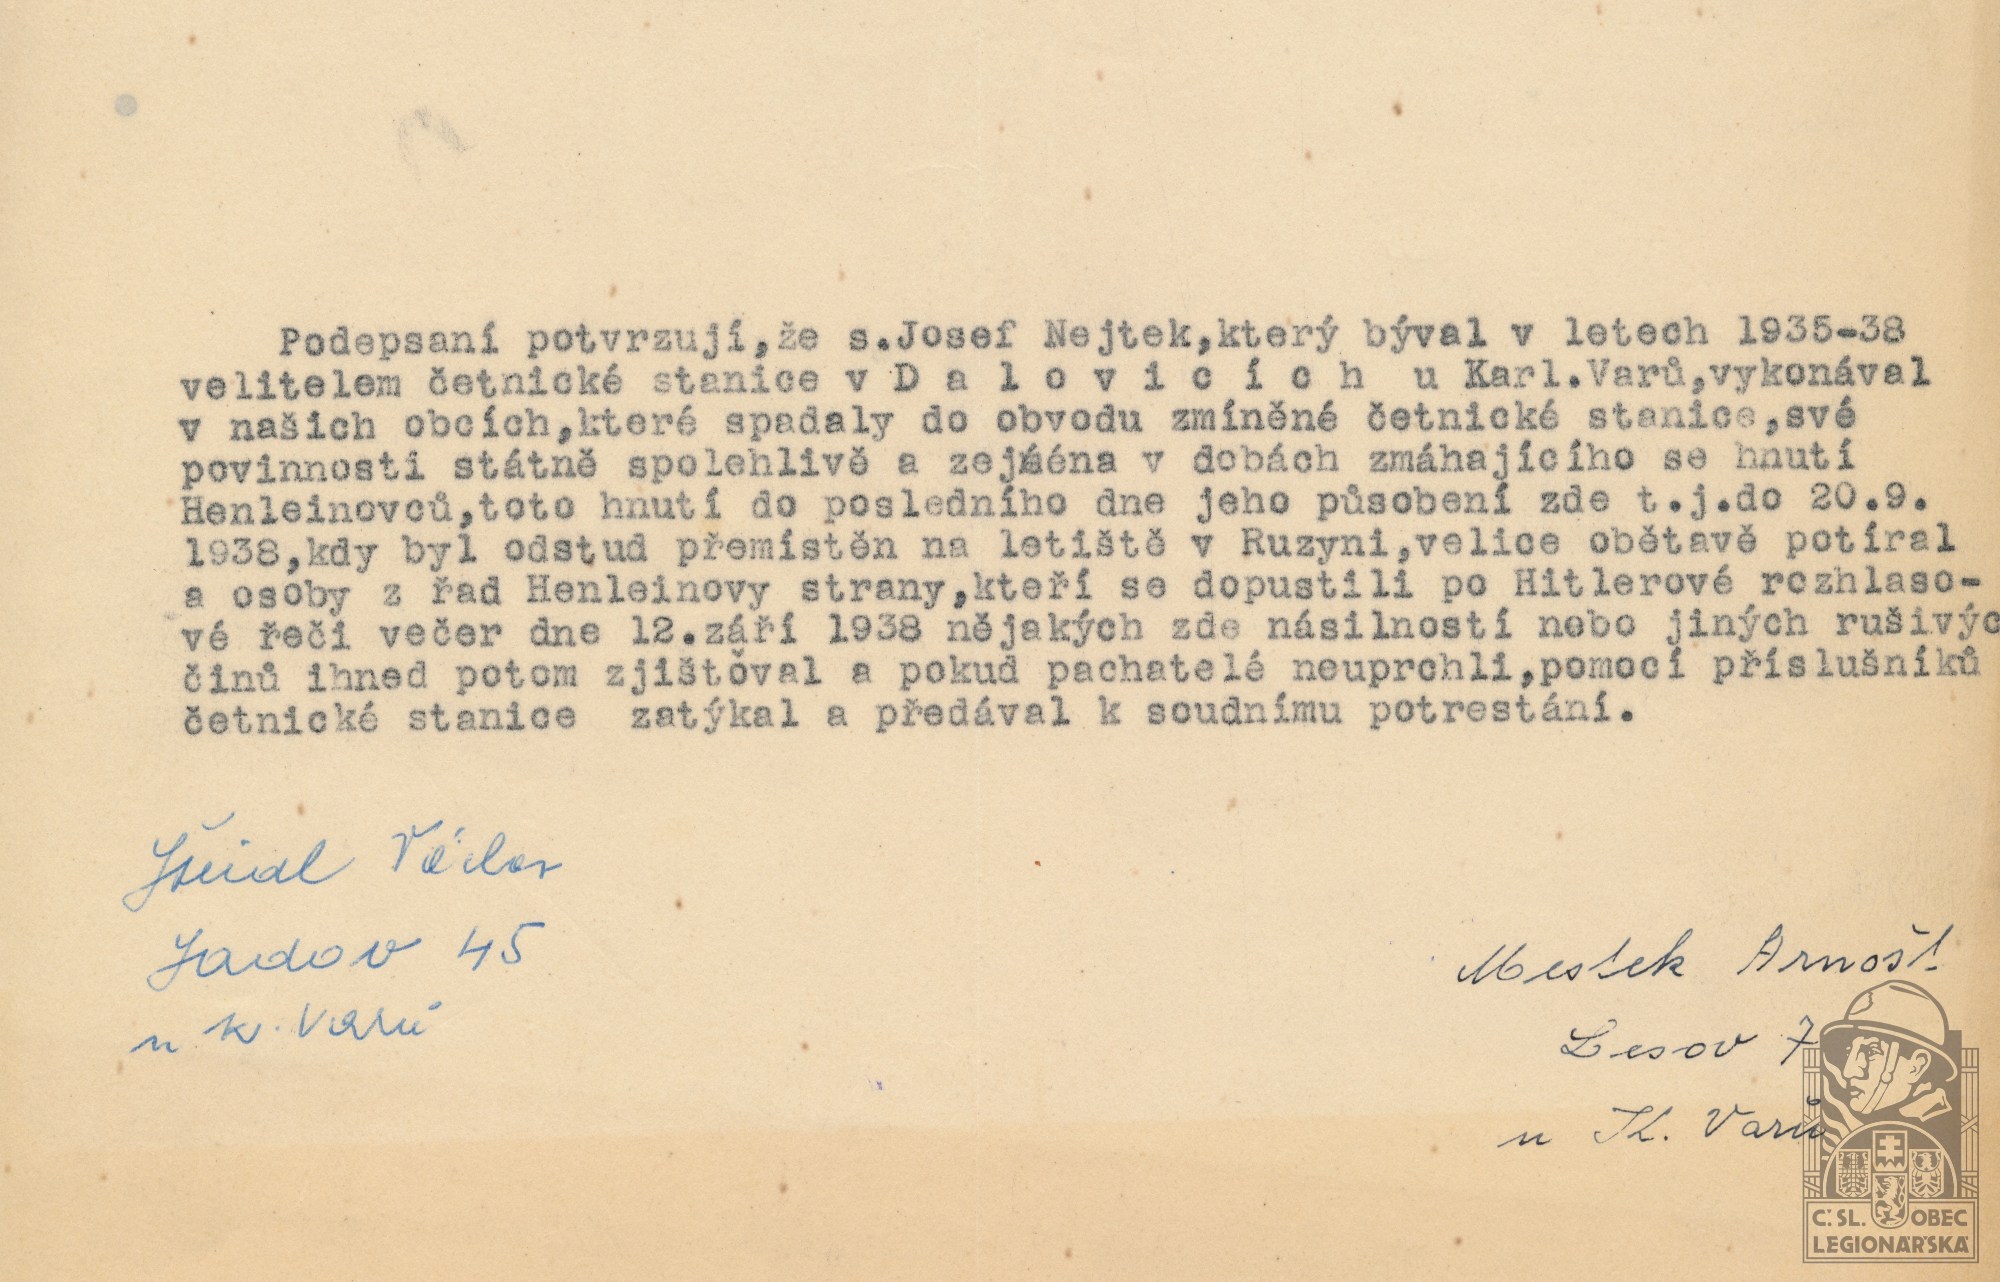 Podepsaní potvrzují,že s.Josef Nejtek,který býval v letech 1935-38
velitelem četnické stanice v D a l o v i c í c h u Karl.Varů,vykonával
v našich obcích,které spadaly do obvodu zmíněné četnické stanice,své
povinnosti státně spolehlivě a zejména v dobách zmáhajícího se hnutí
Henleinovců,toto hnutí do posledního dne jeho působení zde t.j.do 20.9.
1938,kdy byl odstud přemístěn na letiště v Ruzyni,velice obětavě potíral
a osoby z řad Henleinovy strany,kteří se dopustili po Hitlerové rozhlaso-
vé řeči večer dne 12.září 1938 nějakých zde násilností nebo jiných rušivýc
činů ihned potom zjišťoval a pokud pachatelé neuprchli,pomocí příslušníků
četnické stanice zatýkal a předával k soudnímu potrestání.
Václav
Sadov 45
u K. Varů
Mestek Arnošt
Lesov 7
u K. Varů
Č.SL. OBEC
LEGIONÁŘSKÁ